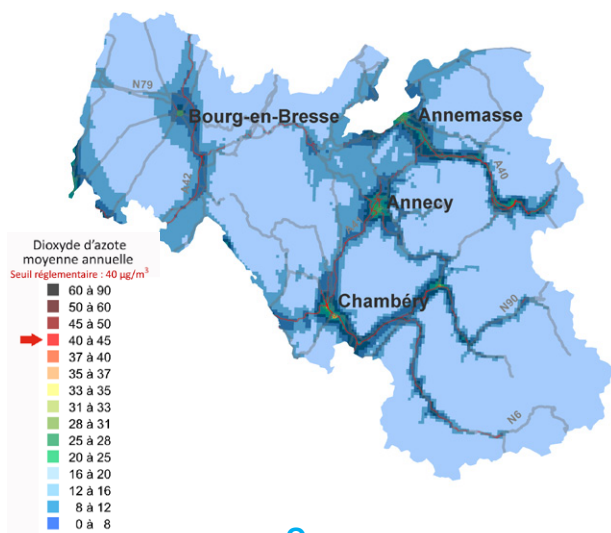 N79
Bourg-en-Bresse
Annemasse
A40
Annecy
Chambéry
N90
N6
Dioxyde d'azote
moyenne annuelle
Seuil réglementaire : 40 µg/m³
60 à 90
50 à 60
45 à 50
40 à 45
37 à 40
35 à 37
33 à 35
31 à 33
28 à 31
25 à 28
20 à 25
16 à 20
12 à 16
8 à 12
0 à 8